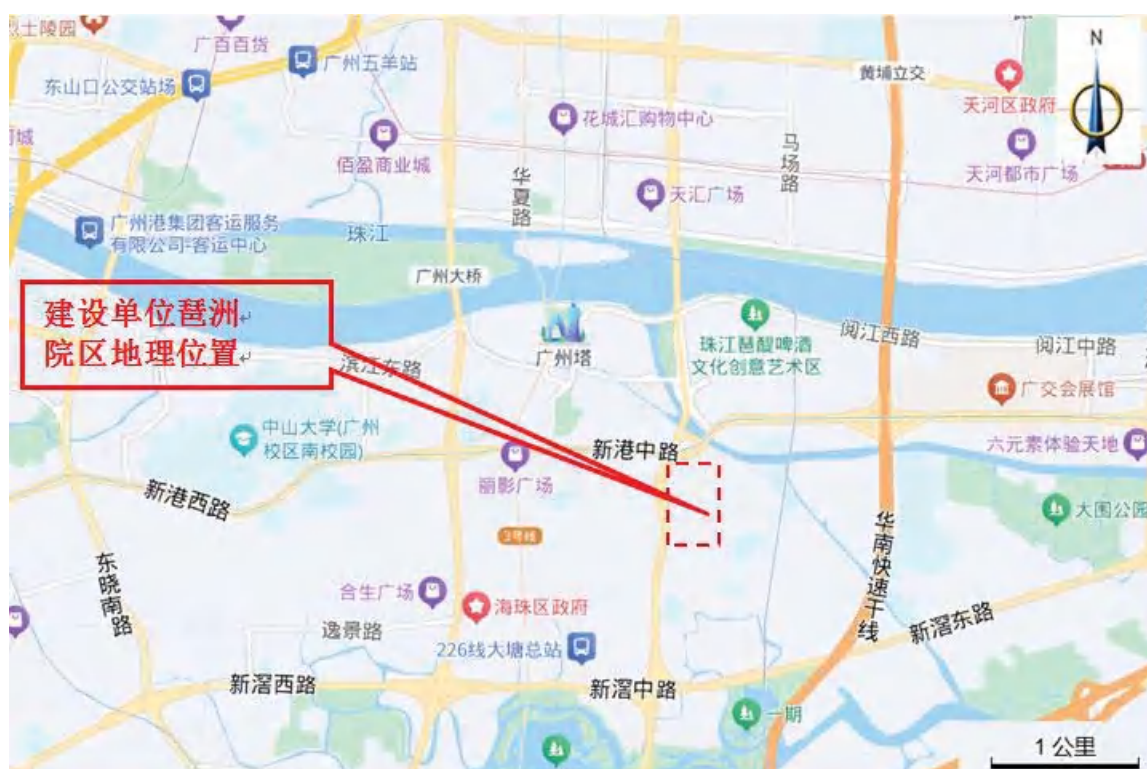 士陵园
广百百货
广州五羊站
东山口公交站场
黄埔立交
N
天河区政府
花城汇购物中心
佰盈商业城
马场路
天河都市广场
华夏路
天汇广场
广州港集团客运服务
有限公司-客运中心
珠江
广州大桥
建设单位琶洲
院区地理位置
滨江东路
广州塔
珠江琶醍啤酒
文化创意艺术区
阅江西路
阅江中路
广交会展馆
中山大学(广州
校区南校园)
新港中路
六元素体验天地
丽影广场
新港西路
大围公园
3号线
华南快速干线
东晓南路
合生广场
海珠区政府
逸景路
226线大塘总站
新滘东路
新滘西路
新滘中路
一期
1 公里